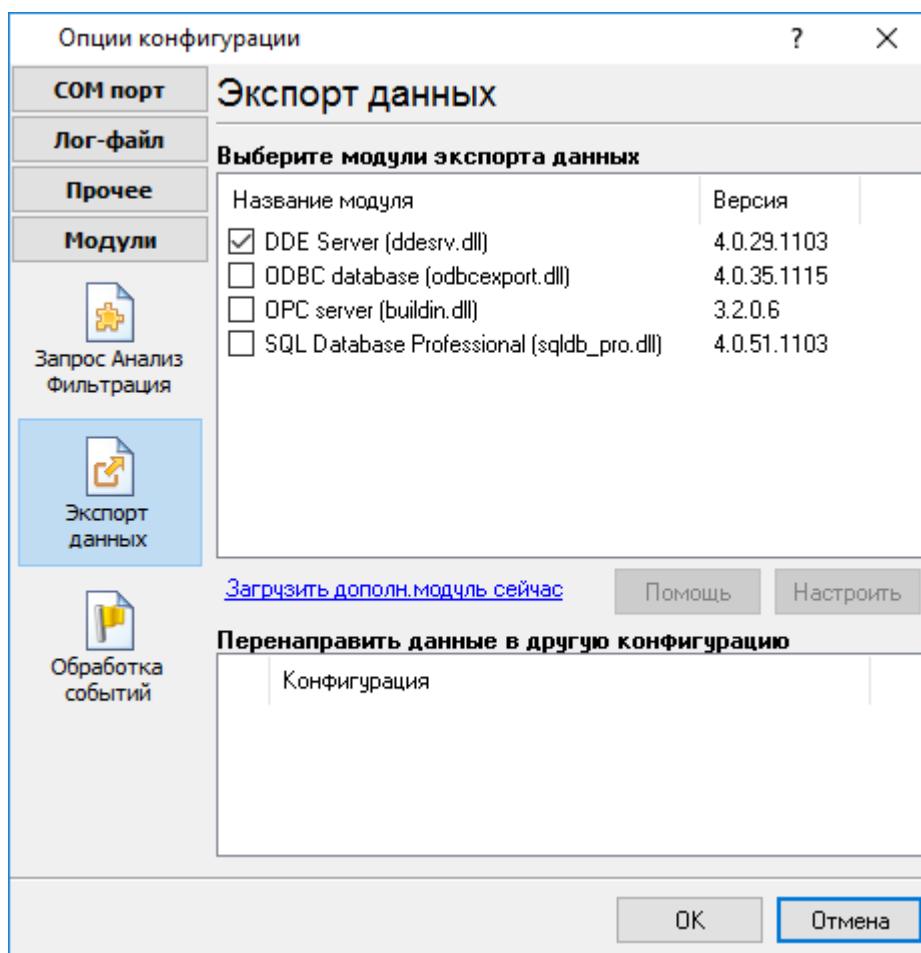 Опции конфигурации
?
COM порт
Лог-файл
Прочее
Модули
Запрос Анализ
Фильтрация
Экспорт
данных
Обработка
событий
Экспорт данных
Выберите модули экспорта данных
Название модуля Версия
DDE Server (ddesrv.dll) 4.0.29.1103
ODBC database (odbcexport.dll) 4.0.35.1115
OPC server (buildin.dll) 3.2.0.6
SQL Database Professional (sqldb_pro.dll) 4.0.51.1103
Загрузить дополн.модуль сейчас
Помощь
Настроить
Перенаправить данные в другую конфигурацию
Конфигурация
OK
Отмена